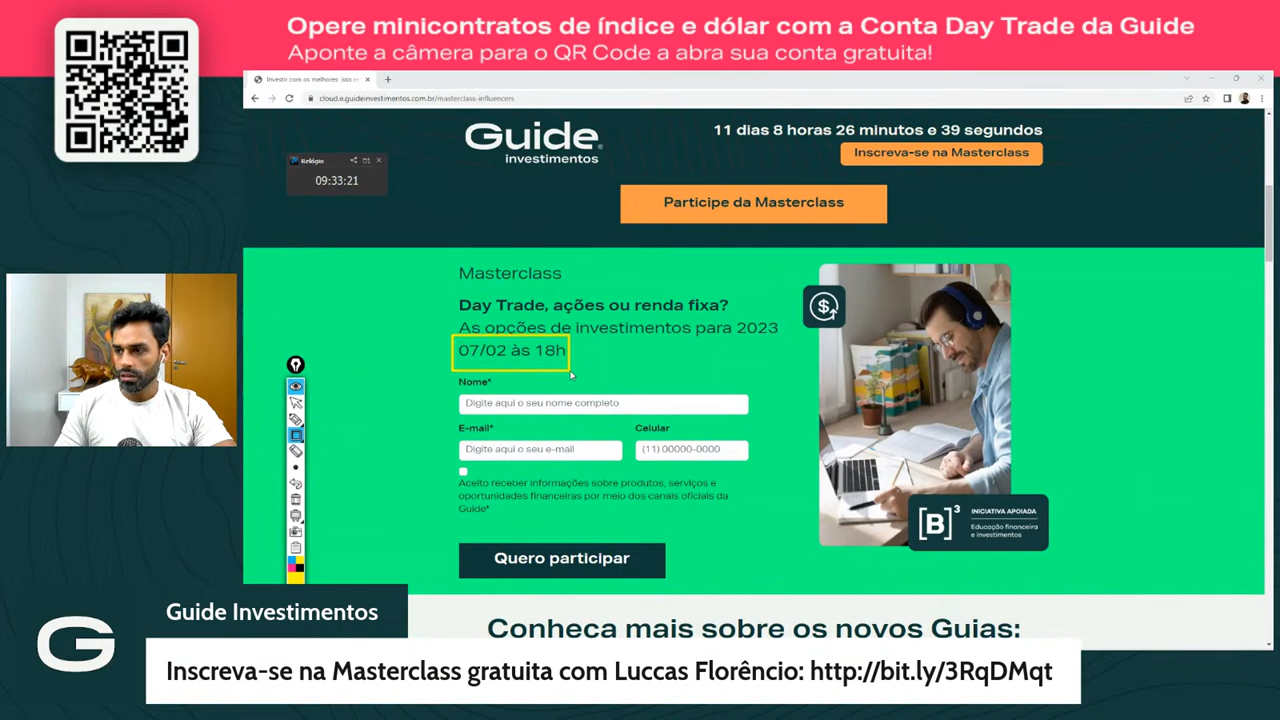 Opere minicontratos de índice e dólar com a Conta Day Trade da Guide
Aponte a câmera para o QR Code a abra sua conta gratuita!
Investir com os melhores: isso
cloud.e.guideinvestimentos.com.br/masterclass-influencers
Guide
investimentos
11 dias 8 horas 26 minutos e 39 segundos
Inscreva-se na Masterclass
Relógio
09:33:21
Participe da Masterclass
Masterclass
Day Trade, ações ou renda fixa?
As opções de investimentos para 2023
07/02 às 18h
Nome*
Digite aqui o seu nome completo
E-mail* Celular
Digite aqui o seu e-mail (11) 00000-0000
Aceito receber informações sobre produtos, serviços e
oportunidades financeiras por meio dos canais oficiais da
Guide*
Quero participar
[B]³
INICIATIVA APOIADA
Educação financeira
e investimentos
Conheça mais sobre os novos Guias:
G
Guide Investimentos
Inscreva-se na Masterclass gratuita com Luccas Florêncio: http://bit.ly/3RqDMqt